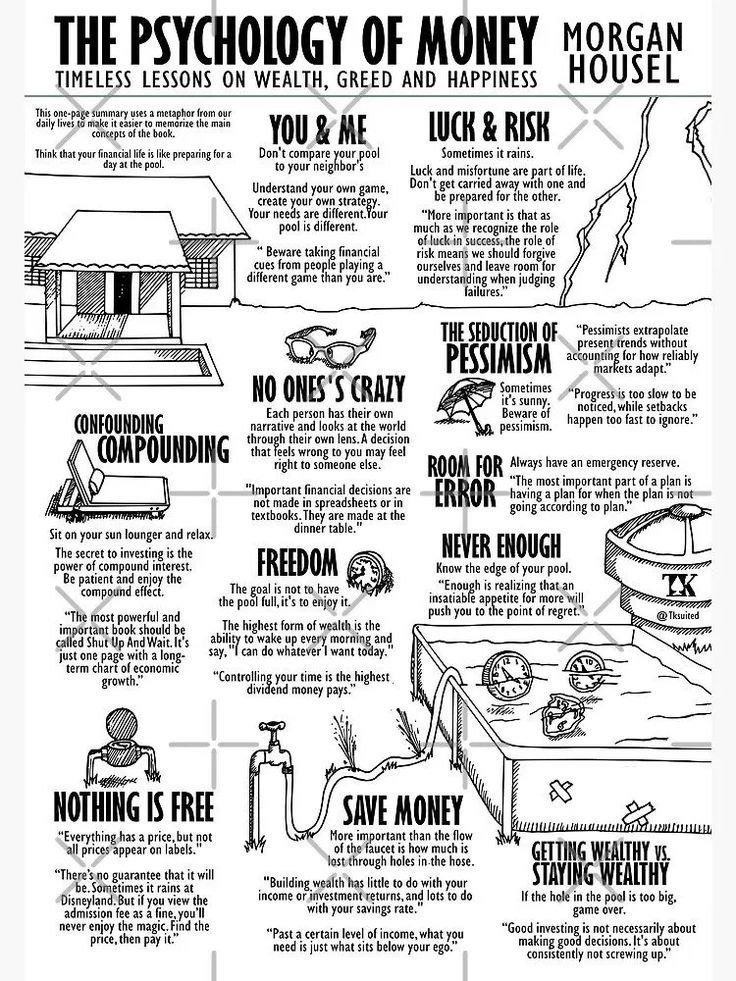 THE PSYCHOLOGY OF MONEY
TIMELESS LESSONS ON WEALTH, GREED AND HAPPINESS
MORGAN
HOUSEL
This one-page summary uses a metaphor from our
daily lives to make it easier to memorize the main
concepts of the book.
Think that your financial life is like preparing for a
day at the pool.
YOU & ME
Don't compare your pool
to your neighbor's
Understand your own game,
create your own strategy.
Your needs are different.Your
pool is different.
" Beware taking financial
cues from people playing a
different game than you are."
LUCK & RISK
Sometimes it rains.
Luck and misfortune are part of life.
Don't get carried away with one and
be prepared for the other.
"More important is that as
much as we recognize the role
of luck in success, the role of
risk means we should forgive
ourselves and leave room for
understanding when judging
failures."
NO ONES'S CRAZY
Each person has their own
narrative and looks at the world
through their own lens. A decision
that feels wrong to you may feel
right to someone else.
"Important financial decisions are
not made in spreadsheets or in
textbooks. They are made at the
dinner table."
THE SEDUCTION OF
PESSIMISM
Sometimes
it's sunny.
Beware of
pessimism.
"Pessimists extrapolate
present trends without
accounting for how reliably
markets adapt."
"Progress is too slow to be
noticed, while setbacks
happen too fast to ignore."
CONFOUNDING
COMPOUNDING
Sit on your sun lounger and relax.
The secret to investing is the
power of compound interest.
Be patient and enjoy the
compound effect.
"The most powerful and
important book should be
called Shut Up And Wait. It's
just one page with a long-
term chart of economic
growth."
ROOM FOR
ERROR
Always have an emergency reserve.
"The most important part of a plan is
having a plan for when the plan is not
going according to plan."
FREEDOM
The goal is not to have
the pool full, it's to enjoy it.
The highest form of wealth is the
ability to wake up every morning and
say, "I can do whatever I want today."
"Controlling your time is the highest
dividend money pays."
NEVER ENOUGH
Know the edge of your pool.
"Enough is realizing that an
insatiable appetite for more will
push you to the point of regret."
TK
@Tksuited
NOTHING IS FREE
"Everything has a price, but not
all prices appear on labels."
"There's no guarantee that it will
be. Sometimes it rains at
Disneyland. But if you view the
admission fee as a fine, you'll
never enjoy the magic. Find the
price, then pay it."
SAVE MONEY
More important than the flow
of the faucet is how much is
lost through holes in the hose.
"Building wealth has little to do with your
income or investment returns, and lots to do
with your savings rate."
"Past a certain level of income, what you
need is just what sits below your ego."
GETTING WEALTHY VS.
STAYING WEALTHY
If the hole in the pool is too big,
game over.
"Good investing is not necessarily about
making good decisions. It's about
consistently not screwing up."